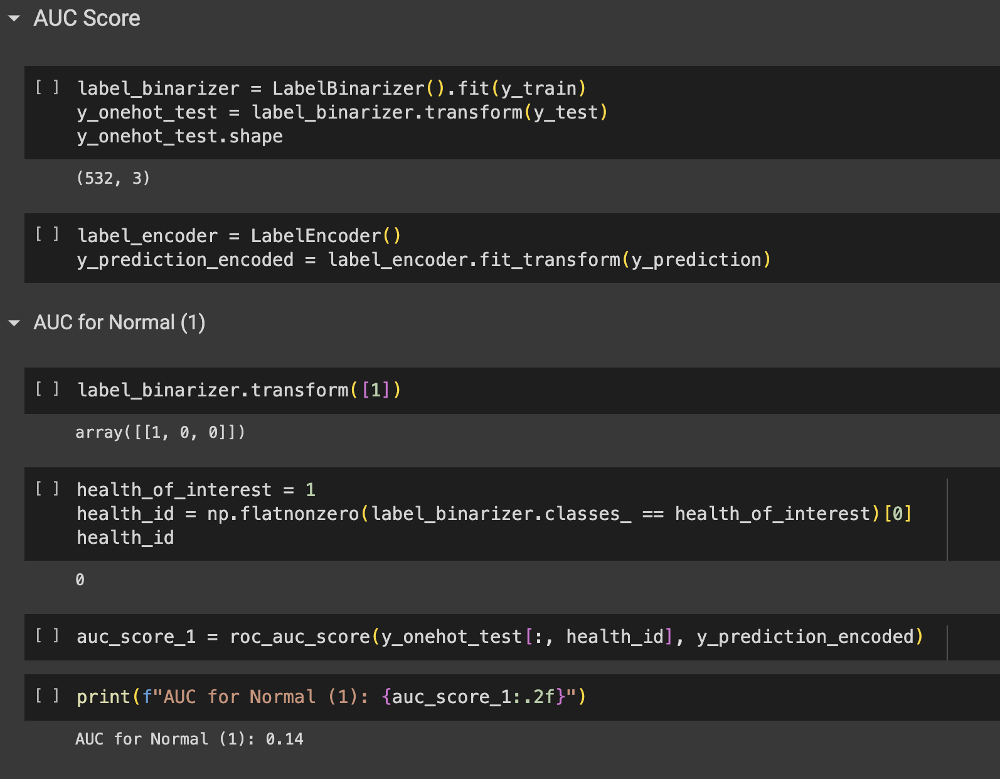 AUC Score
[ ] label_binarizer = LabelBinarizer().fit(y_train)
y_onehot_test = label_binarizer.transform(y_test)
y_onehot_test.shape
(532, 3)
[ ] label_encoder = LabelEncoder()
y_prediction_encoded = label_encoder.fit_transform(y_prediction)
AUC for Normal (1)
[ ] label_binarizer.transform([1])
array([[1, 0, 0]])
[ ] health_of_interest = 1
health_id = np.flatnonzero(label_binarizer.classes_ == health_of_interest)[0]
health_id
0
[ ] auc_score_1 = roc_auc_score(y_onehot_test[:, health_id], y_prediction_encoded)
[ ] print(f"AUC for Normal (1): {auc_score_1:.2f}")
AUC for Normal (1): 0.14